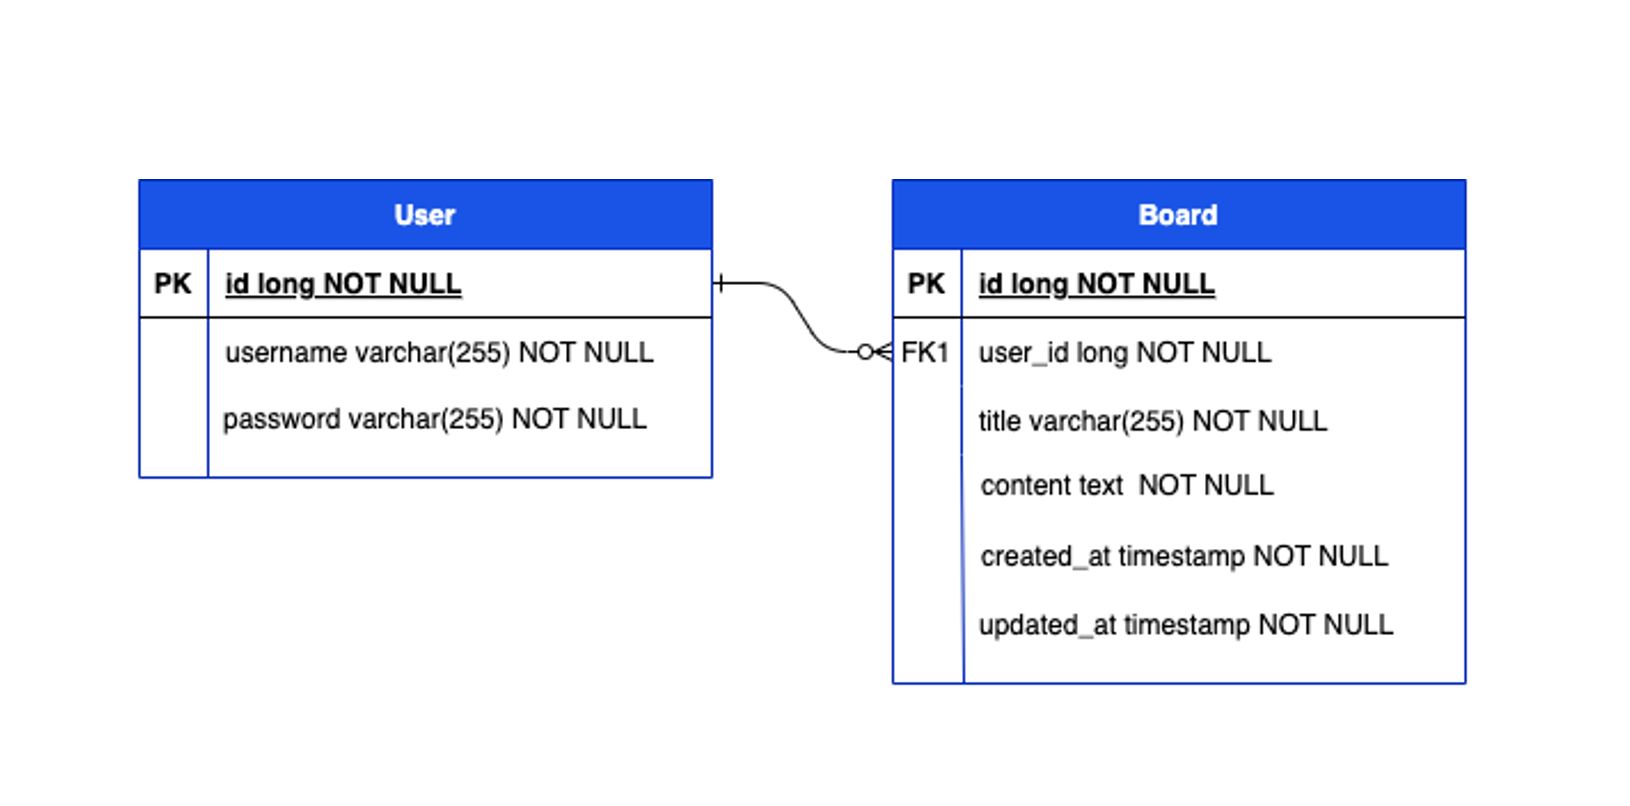 User
PK id long NOT NULL
username varchar(255) NOT NULL
password varchar(255) NOT NULL
Board
PK id long NOT NULL
FK1 user_id long NOT NULL
title varchar(255) NOT NULL
content text  NOT NULL
created_at timestamp NOT NULL
updated_at timestamp NOT NULL